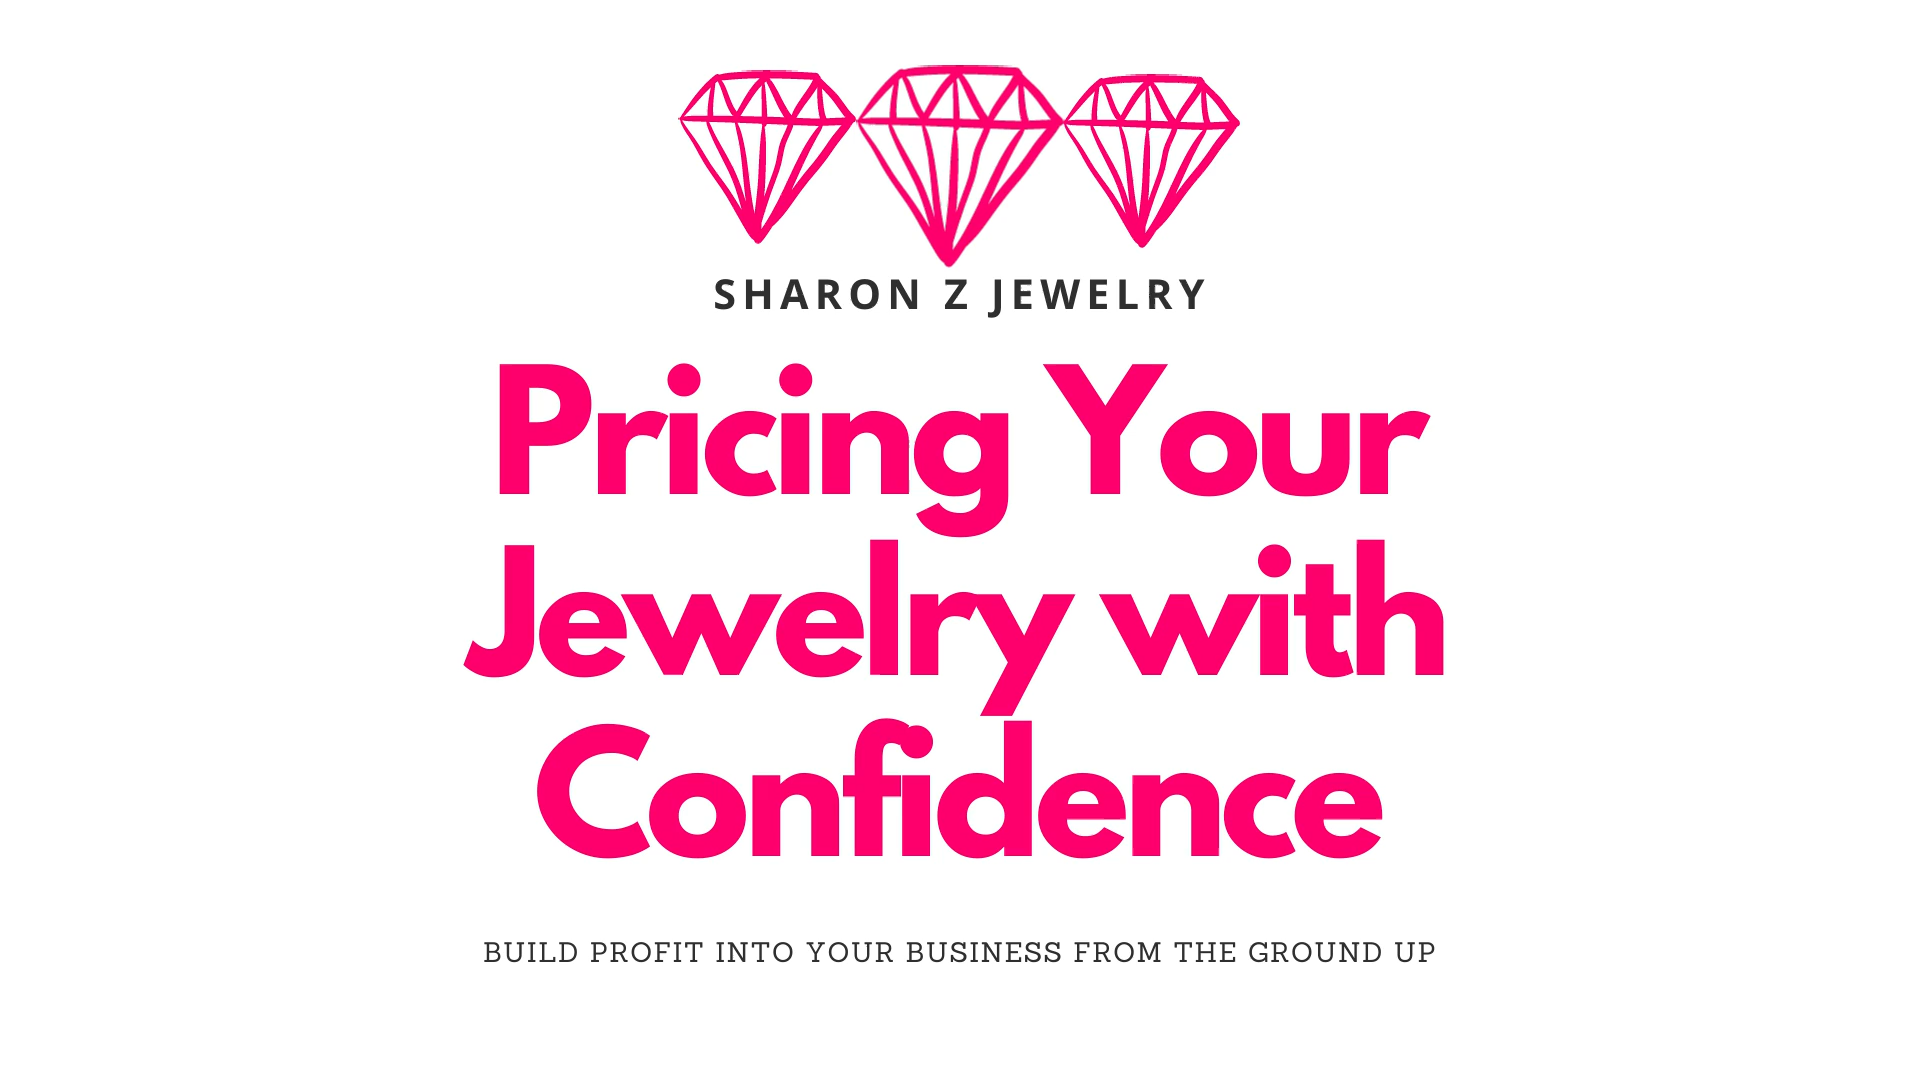 SHARON Z JEWELRY
Pricing Your
Jewelry with
Confidence
BUILD PROFIT INTO YOUR BUSINESS FROM THE GROUND UP